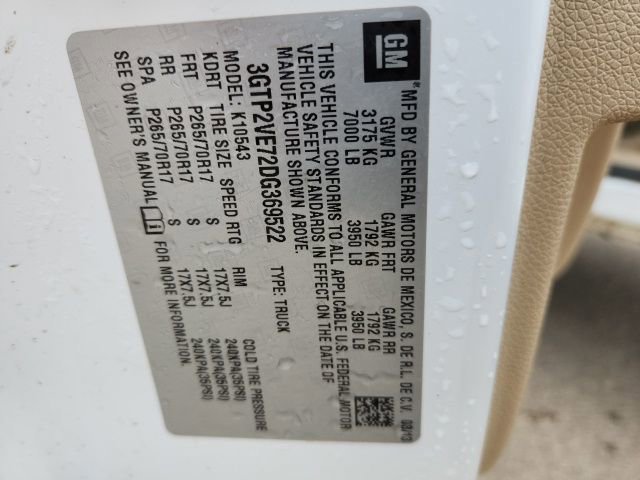 GM
MFD BY GENERAL MOTORS DE MEXICO, S. DE R.L. DE C.V. 03/13
GVWR GAWR FRT GAWR RR
3175 KG 1792 KG 1792 KG
7000 LB 3950 LB 3950 LB
THIS VEHICLE CONFORMS TO ALL APPLICABLE U.S. FEDERAL MOTOR
VEHICLE SAFETY STANDARDS IN EFFECT ON THE DATE OF
MANUFACTURE SHOWN ABOVE.
3GTP2VE72DG369522 TYPE: TRUCK
MODEL: K10543
KDRT TIRE SIZE SPEED RTG RIM COLD TIRE PRESSURE
FRT P265/70R17 S 17X7.5J 240KPA(35PSI)
RR P265/70R17 S 17X7.5J 240KPA(35PSI)
SPA P265/70R17 S 17X7.5J 240KPA(35PSI)
SEE OWNER'S MANUAL FOR MORE INFORMATION.